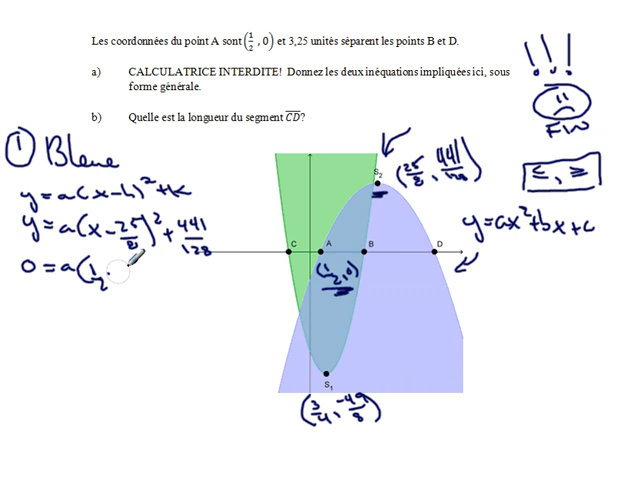 Les coordonnées du point A sont (1/2, 0) et 3,25 unités séparent les points B et D.
a) CALCULATRICE INTERDITE! Donnez les deux inéquations impliquées ici, sous
forme générale.
b) Quelle est la longueur du segment CD?
!!!
FW
≤, ≥
① Bleue
y=a(x-h)²+k
y=a(x-25/8)²+441/128
0=a(1/2-
S₂
(25/8, 441/128)
y=ax²+bx+c
C A B D
(1/2, 0)
S₁
(3/4, -49/8)